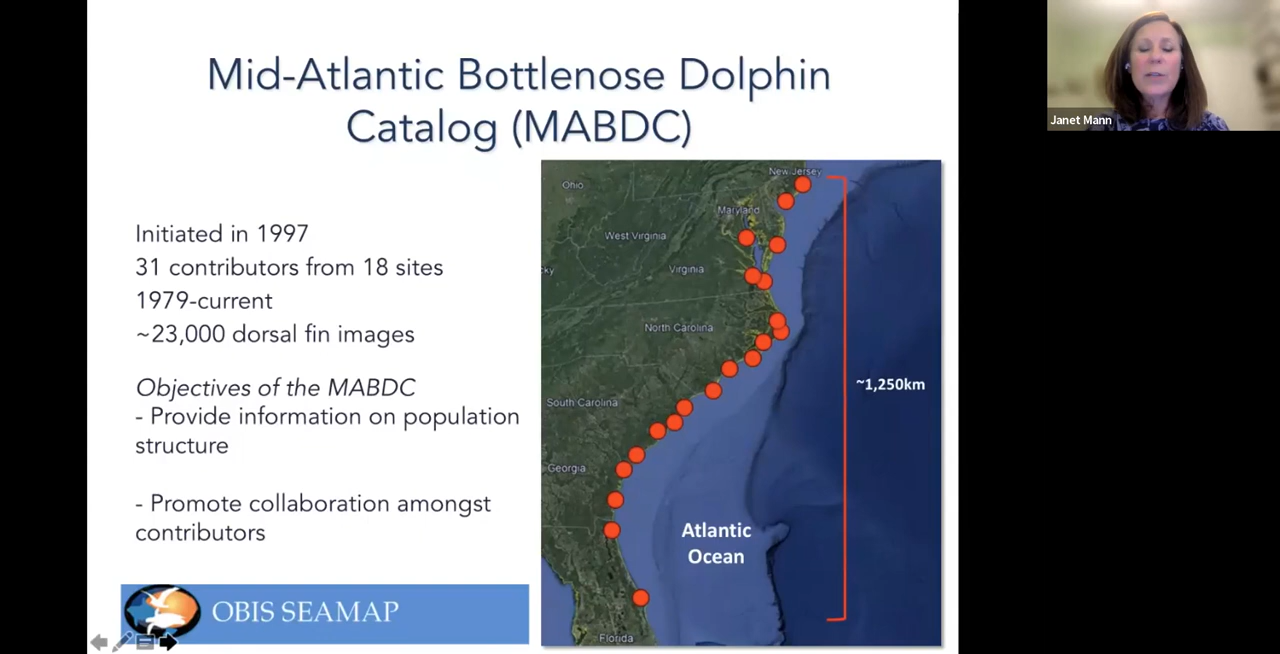 Mid-Atlantic Bottlenose Dolphin
Catalog (MABDC)
Janet Mann
Initiated in 1997
31 contributors from 18 sites
1979-current
~23,000 dorsal fin images
Objectives of the MABDC
- Provide information on population
structure
- Promote collaboration amongst
contributors
OBIS SEAMAP
New Jersey
Ohio
Maryland
West Virginia
ky
Virginia
North Carolina
~1,250km
South Carolina
Georgia
Atlantic
Ocean
Florida